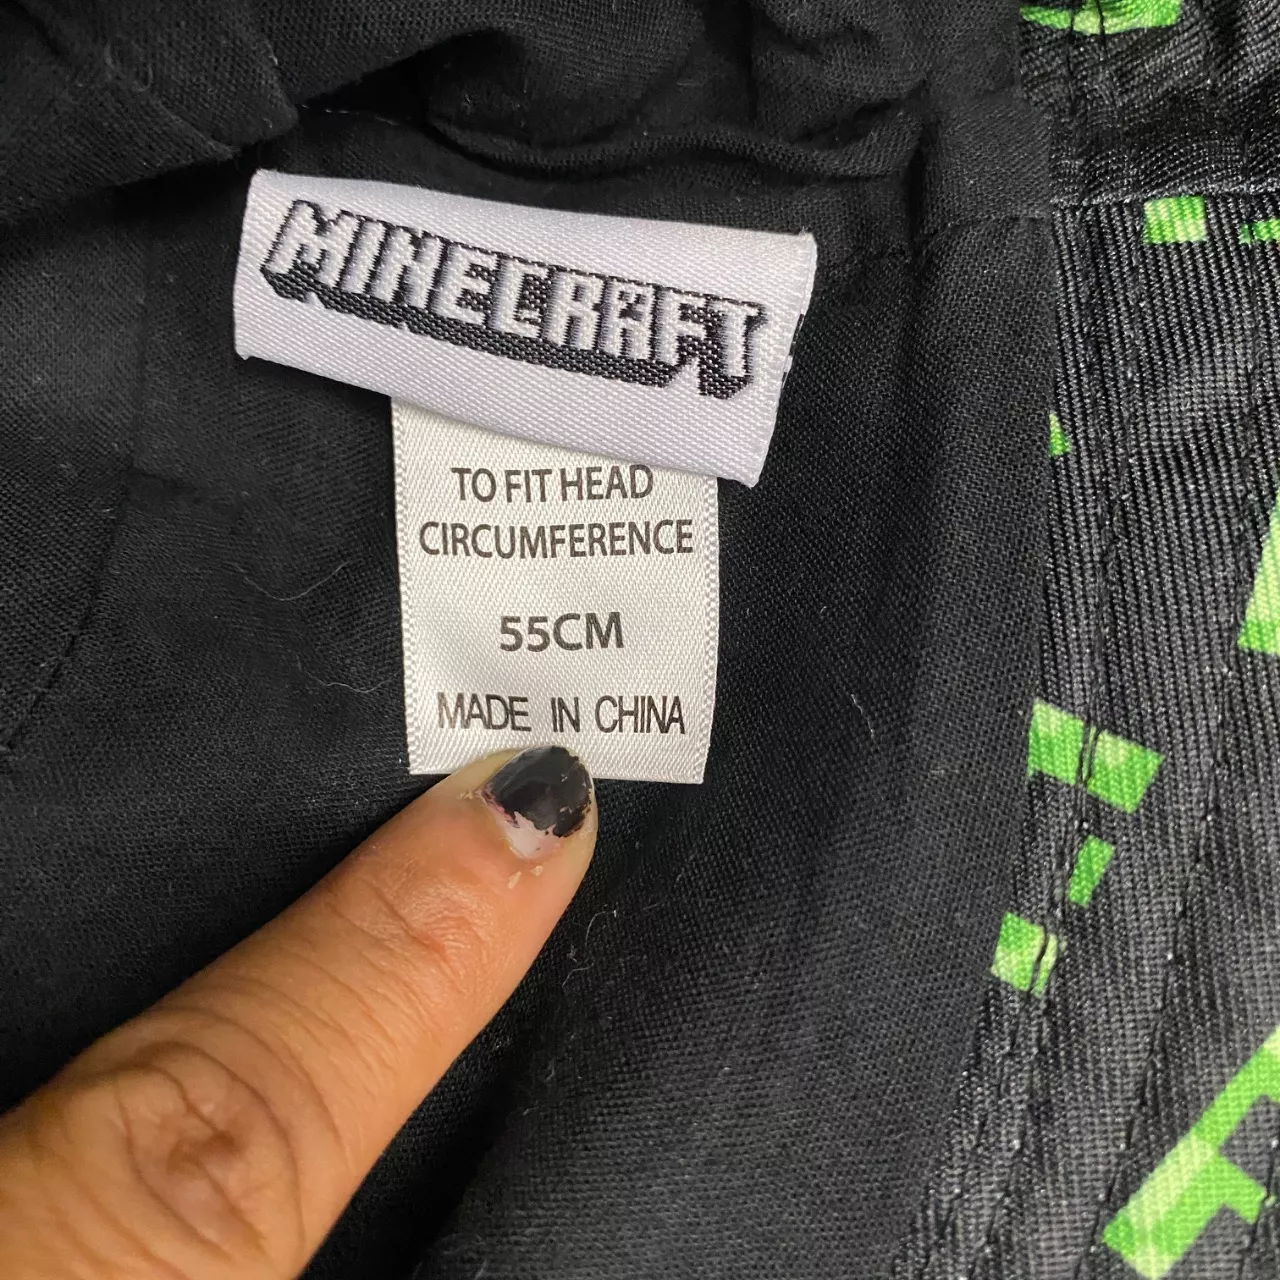 MINECRAFT
TO FIT HEAD
CIRCUMFERENCE
55CM
MADE IN CHINA